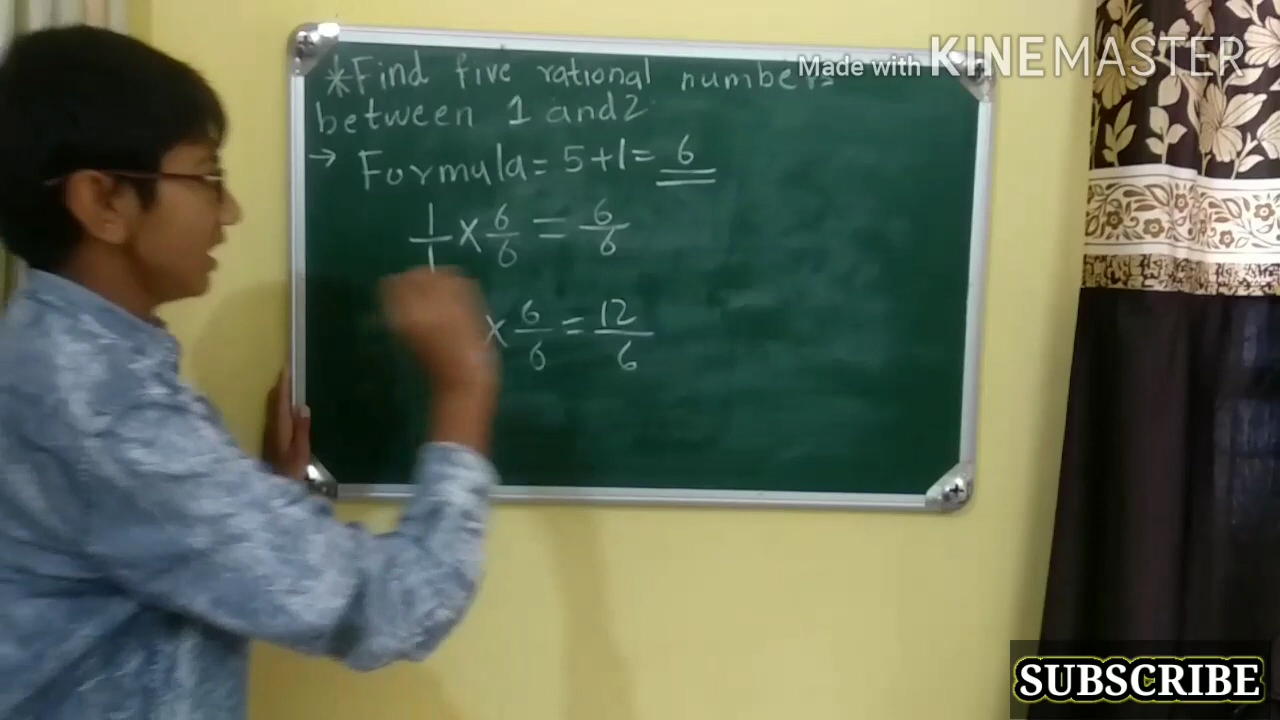 Made with KINEMASTER
*Find five rational numbers
between 1 and 2
→ Formula = 5+1= 6
1/1 × 6/6 = 6/6
× 6/6 = 12/6
SUBSCRIBE